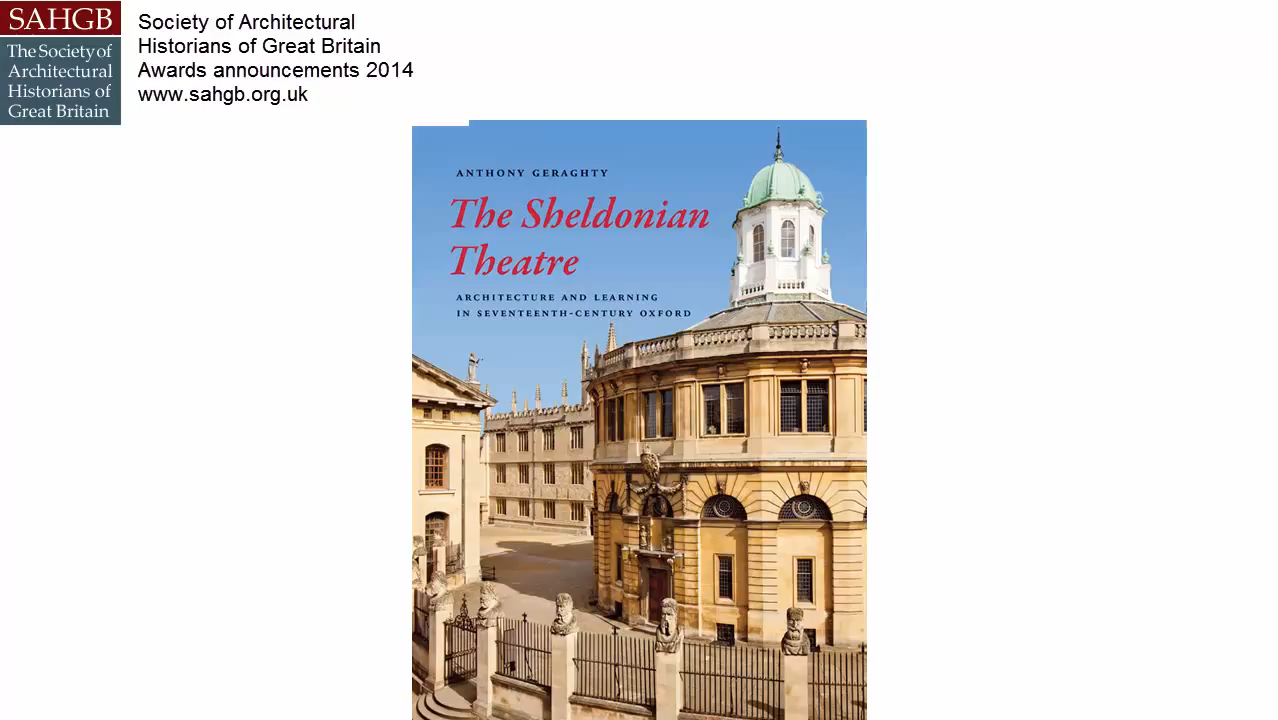 SAHGB
The Society of
Architectural
Historians of
Great Britain
Society of Architectural
Historians of Great Britain
Awards announcements 2014
www.sahgb.org.uk
ANTHONY GERAGHTY
The Sheldonian
Theatre
ARCHITECTURE AND LEARNING
IN SEVENTEENTH-CENTURY OXFORD